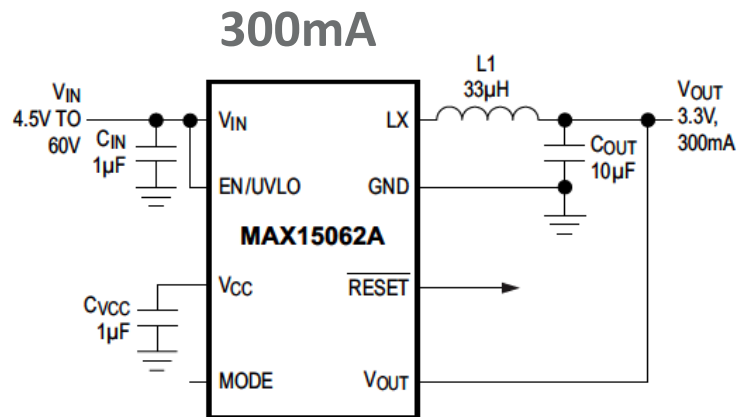 300mA
VIN
4.5V TO
60V
CIN
1µF
VIN
EN/UVLO
MAX15062A
LX
GND
L1
33µH
COUT
10µF
VOUT
3.3V,
300mA
VCC
CVCC
1µF
RESET
MODE
VOUT